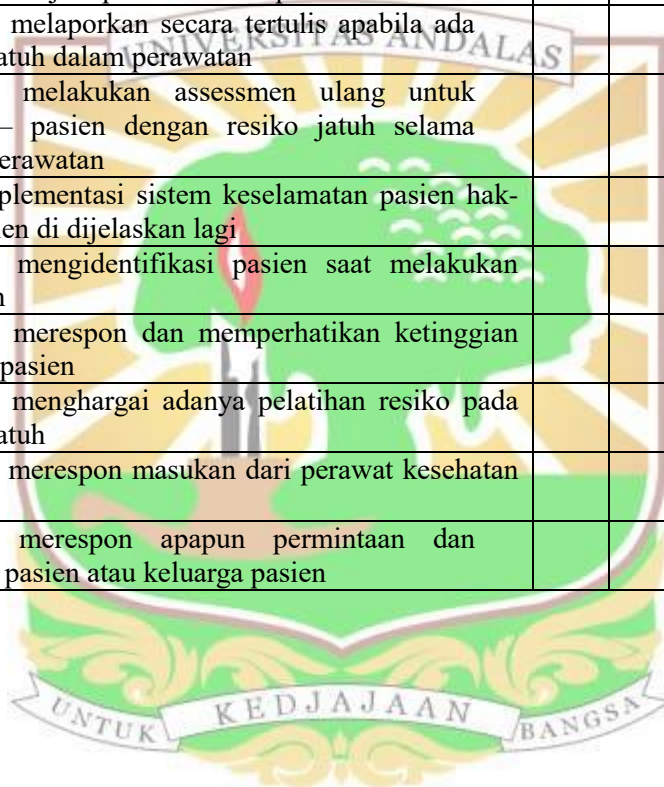 melaporkan secara tertulis apabila ada
atuh dalam perawatan
melakukan assessmen ulang untuk
– pasien dengan resiko jatuh selama
erawatan
plementasi sistem keselamatan pasien hak-
en di dijelaskan lagi
mengidentifikasi pasien saat melakukan
n
merespon dan memperhatikan ketinggian
pasien
menghargai adanya pelatihan resiko pada
atuh
merespon masukan dari perawat kesehatan
merespon apapun permintaan dan
pasien atau keluarga pasien
UNIVERSITAS ANDALAS
UNTUK KEDJAJAAN BANGSA